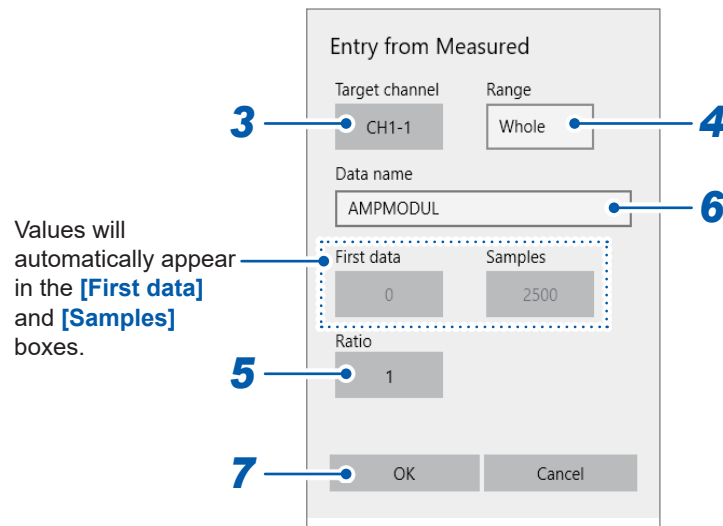 Entry from Measured
Target channel Range
3 CH1-1 Whole 4
Data name
AMPMODUL 6
Values will
automatically appear
in the [First data]
and [Samples]
boxes.
First data Samples
0 2500
Ratio
5 1
7 OK Cancel